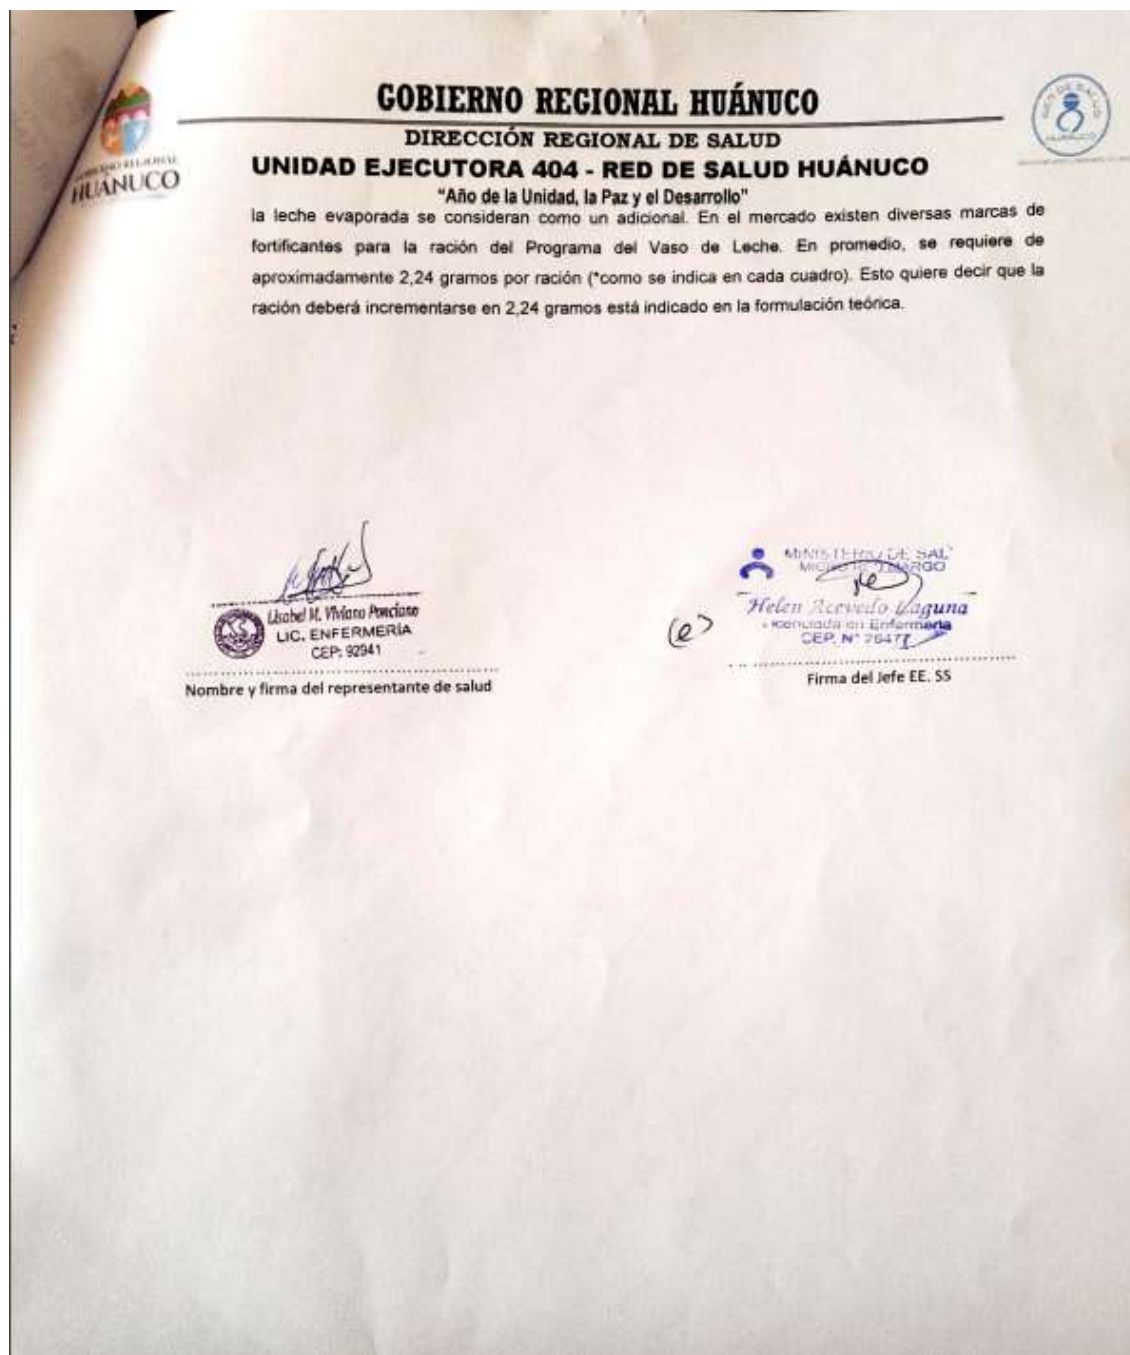 GOBIERNO REGIONAL HUÁNUCO
DIRECCIÓN REGIONAL DE SALUD
UNIDAD EJECUTORA 404 - RED DE SALUD HUÁNUCO
"Año de la Unidad, la Paz y el Desarrollo"
HUÁNUCO
la leche evaporada se consideran como un adicional. En el mercado existen diversas marcas de
fortificantes para la ración del Programa del Vaso de Leche. En promedio, se requiere de
aproximadamente 2,24 gramos por ración (*como se indica en cada cuadro). Esto quiere decir que la
ración deberá incrementarse en 2,24 gramos está indicado en la formulación teórica.
Lisabel M. Viviano Ponciano
LIC. ENFERMERÍA
CEP: 92941
Nombre y firma del representante de salud
MINISTERIO DE SAL
(e)
Helen Acevedo Laguna
Licenciada en Enfermería
CEP. N°
Firma del Jefe EE. SS